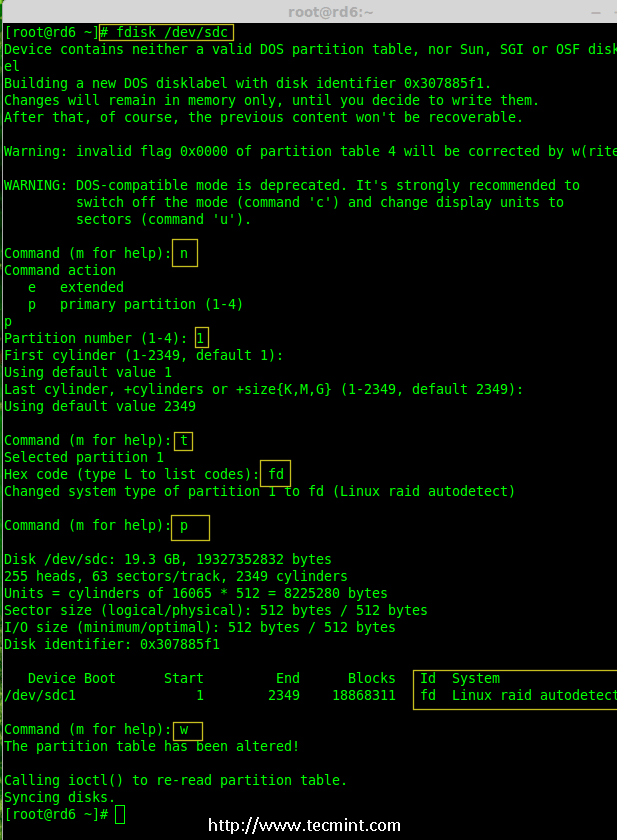 root@rd6:~
[root@rd6 ~]# fdisk /dev/sdc
Device contains neither a valid DOS partition table, nor Sun, SGI or OSF disk
el
Building a new DOS disklabel with disk identifier 0x307885f1.
Changes will remain in memory only, until you decide to write them.
After that, of course, the previous content won't be recoverable.
Warning: invalid flag 0x0000 of partition table 4 will be corrected by w(rite
WARNING: DOS-compatible mode is deprecated. It's strongly recommended to
switch off the mode (command 'c') and change display units to
sectors (command 'u').
Command (m for help): n
Command action
e   extended
p   primary partition (1-4)
p
Partition number (1-4): 1
First cylinder (1-2349, default 1):
Using default value 1
Last cylinder, +cylinders or +size{K,M,G} (1-2349, default 2349):
Using default value 2349
Command (m for help): t
Selected partition 1
Hex code (type L to list codes): fd
Changed system type of partition 1 to fd (Linux raid autodetect)
Command (m for help): p
Disk /dev/sdc: 19.3 GB, 19327352832 bytes
255 heads, 63 sectors/track, 2349 cylinders
Units = cylinders of 16065 * 512 = 8225280 bytes
Sector size (logical/physical): 512 bytes / 512 bytes
I/O size (minimum/optimal): 512 bytes / 512 bytes
Disk identifier: 0x307885f1
Device Boot      Start         End      Blocks   Id  System
/dev/sdc1               1        2349    18868311   fd  Linux raid autodetect
Command (m for help): w
The partition table has been altered!
Calling ioctl() to re-read partition table.
Syncing disks.
[root@rd6 ~]#
http://www.tecmint.com